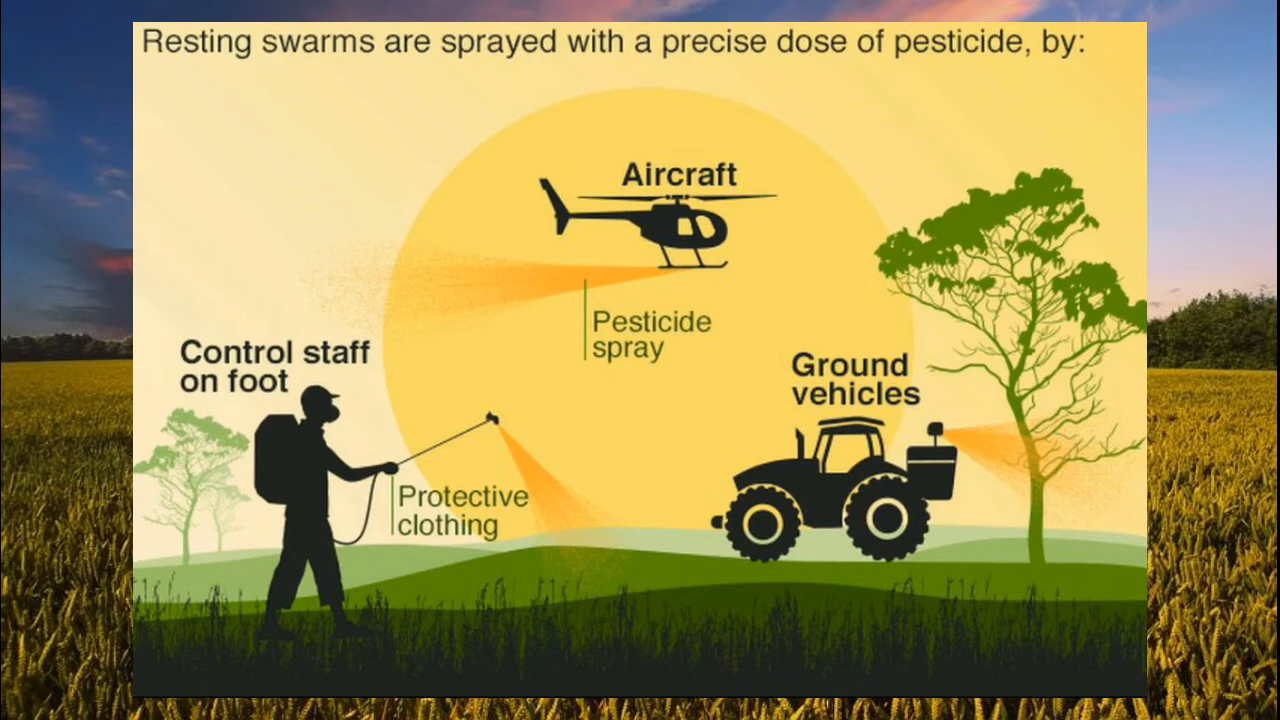 Resting swarms are sprayed with a precise dose of pesticide, by:
Aircraft
Pesticide
spray
Control staff
on foot
Ground
vehicles
Protective
clothing